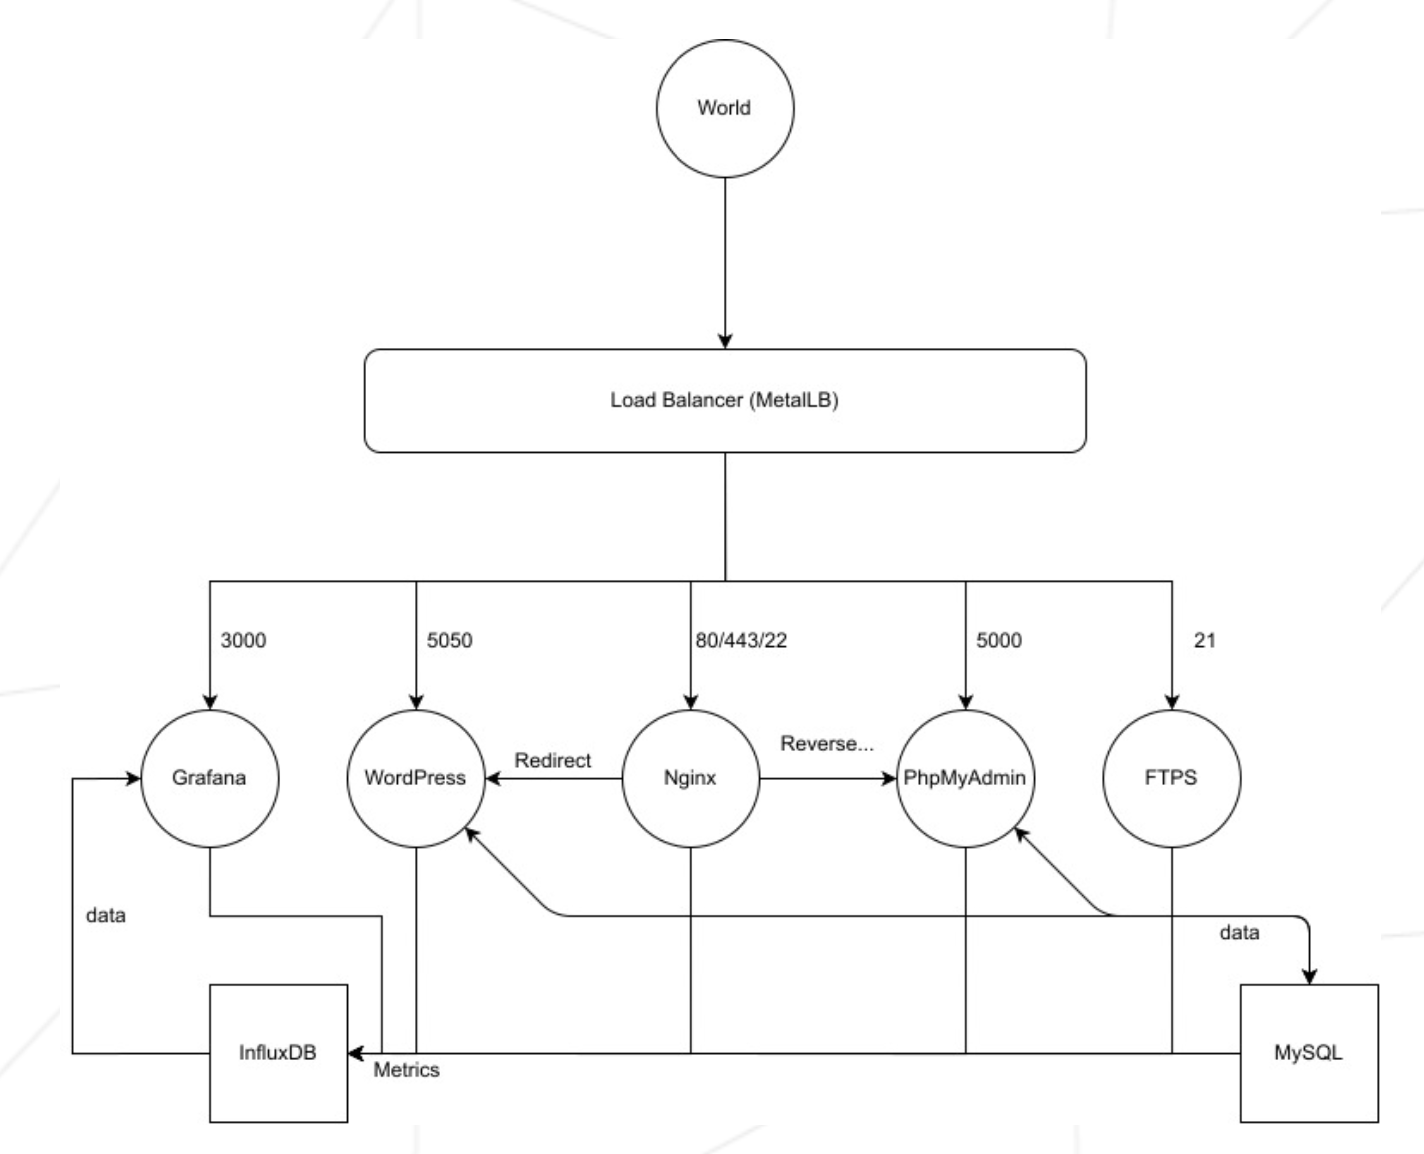 World
Load Balancer (MetalLB)
3000
5050
80/443/22
5000
21
Grafana
WordPress
Redirect
Nginx
Reverse...
PhpMyAdmin
FTPS
data
data
InfluxDB
Metrics
MySQL